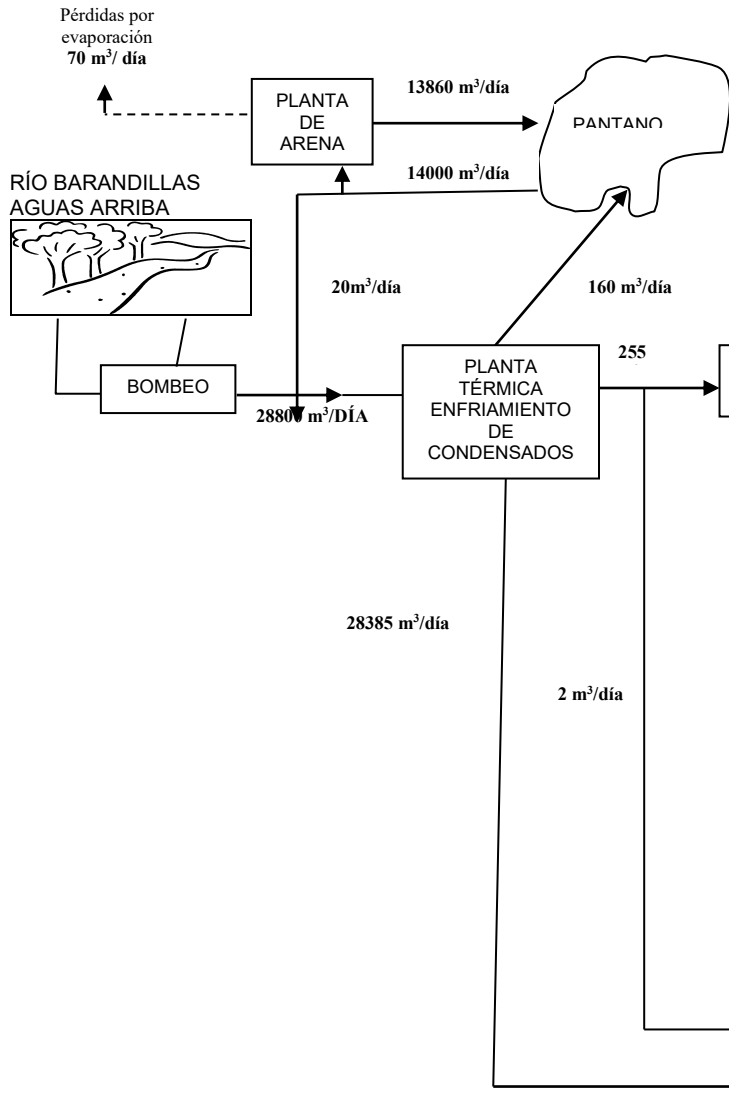 Pérdidas por
evaporación
70 m³/ día
PLANTA
DE
ARENA
13860 m³/día
PANTANO
14000 m³/día
RÍO BARANDILLAS
AGUAS ARRIBA
20m³/día
160 m³/día
BOMBEO
28800 m³/DÍA
PLANTA
TÉRMICA
ENFRIAMIENTO
DE
CONDENSADOS
255
28385 m³/día
2 m³/día